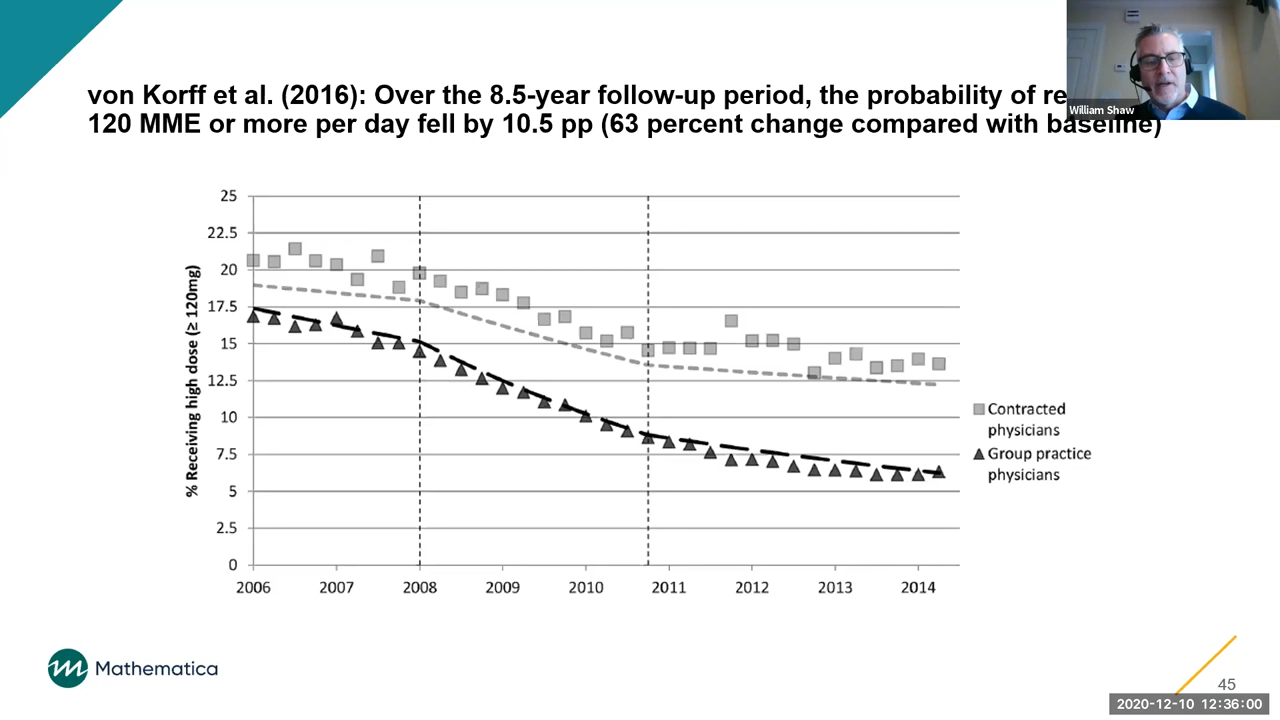 von Korff et al. (2016): Over the 8.5-year follow-up period, the probability of
120 MME or more per day fell by 10.5 pp (63 percent change compared with baseline)
William Shaw
% Receiving high dose (≥ 120mg)
25
22.5
20
17.5
15
12.5
10
7.5
5
2.5
0
2006 2007 2008 2009 2010 2011 2012 2013 2014
Contracted
physicians
Group practice
physicians
Mathematica
45
2020-12-10 12:36:00